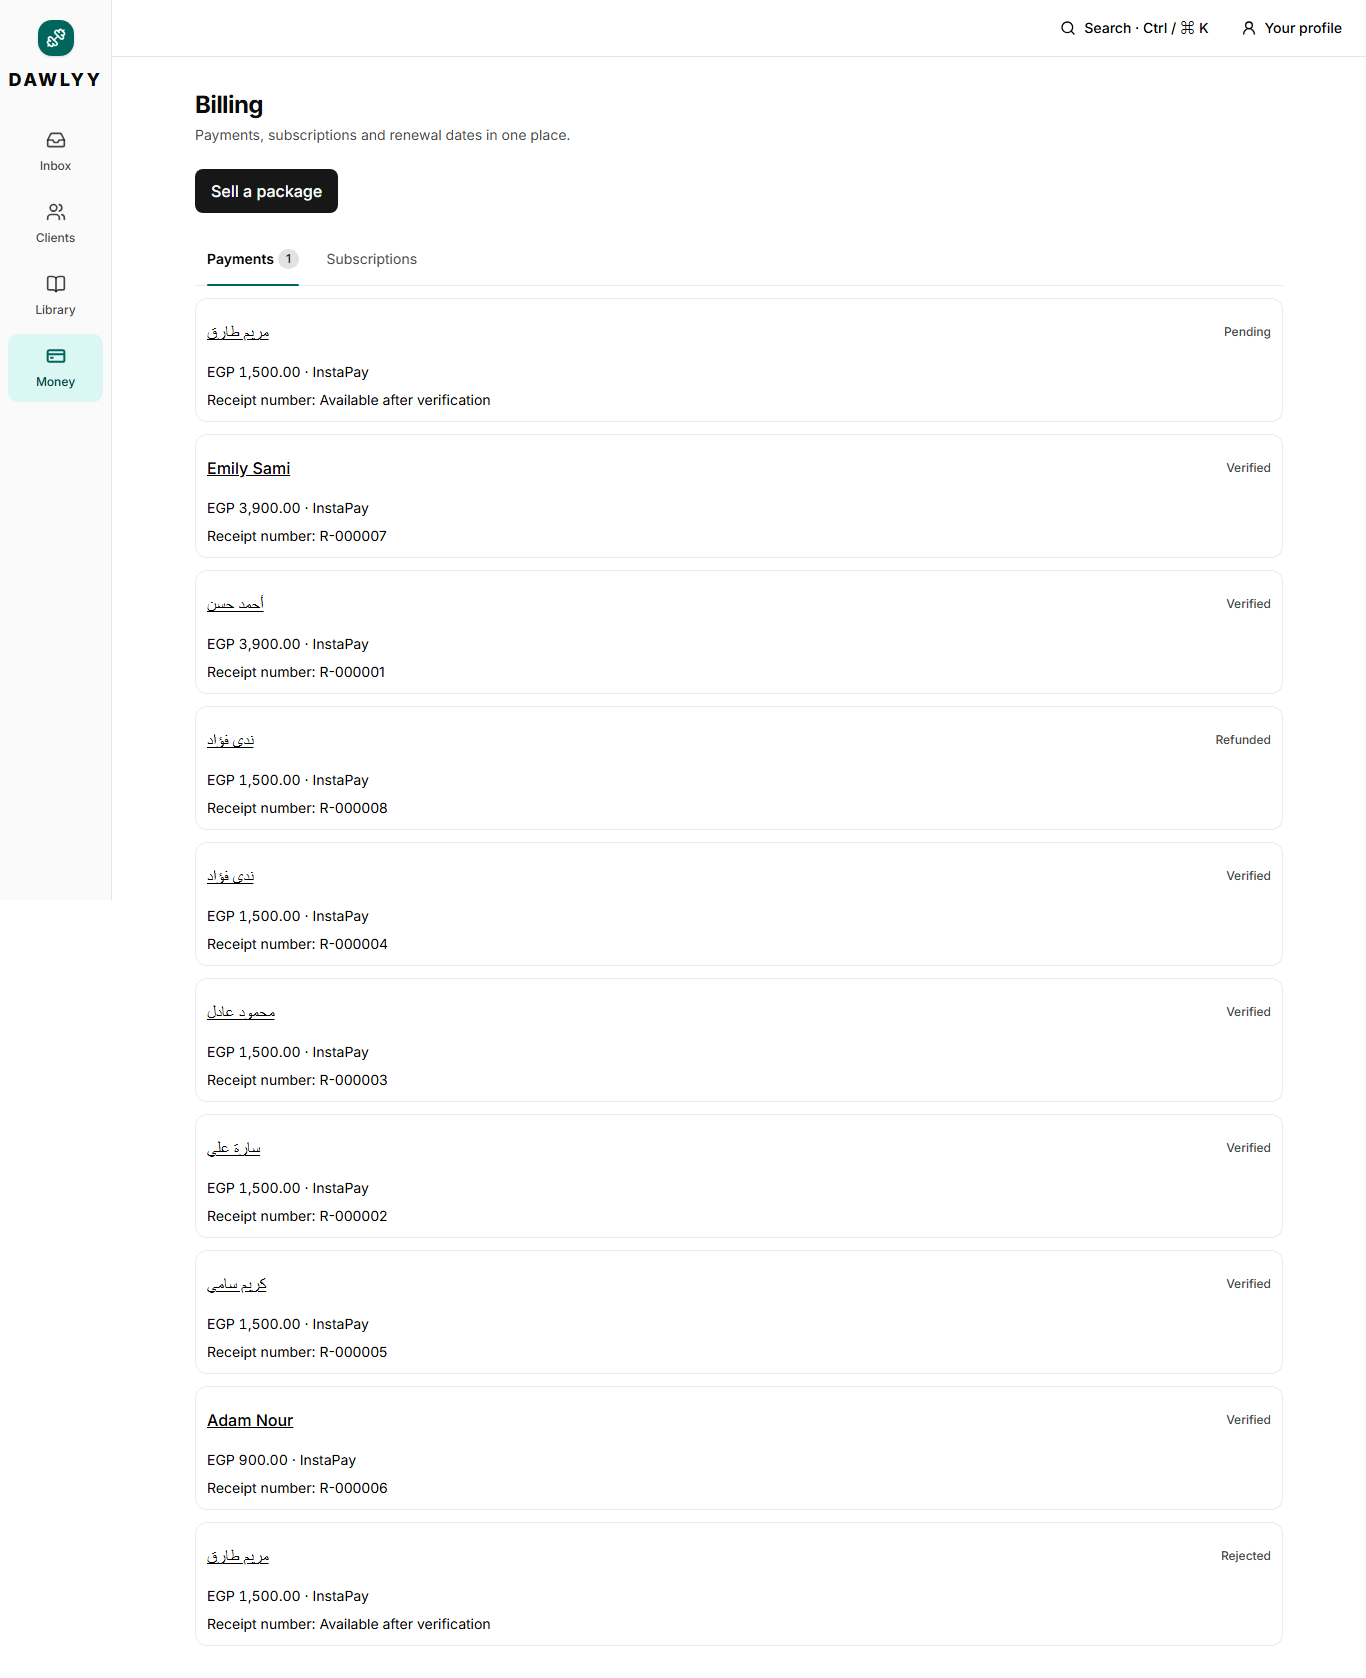 DAWLYY
Inbox
Clients
Library
Money
Search · Ctrl / ⌘ K
Your profile
Billing
Payments, subscriptions and renewal dates in one place.
Sell a package
Payments 1
Subscriptions
مريم طارق
Pending
EGP 1,500.00 · InstaPay
Receipt number: Available after verification
Emily Sami
Verified
EGP 3,900.00 · InstaPay
Receipt number: R-000007
أحمد حسن
Verified
EGP 3,900.00 · InstaPay
Receipt number: R-000001
ندى فؤاد
Refunded
EGP 1,500.00 · InstaPay
Receipt number: R-000008
ندى فؤاد
Verified
EGP 1,500.00 · InstaPay
Receipt number: R-000004
محمود عادل
Verified
EGP 1,500.00 · InstaPay
Receipt number: R-000003
سارة علي
Verified
EGP 1,500.00 · InstaPay
Receipt number: R-000002
كريم سامي
Verified
EGP 1,500.00 · InstaPay
Receipt number: R-000005
Adam Nour
Verified
EGP 900.00 · InstaPay
Receipt number: R-000006
مريم طارق
Rejected
EGP 1,500.00 · InstaPay
Receipt number: Available after verification